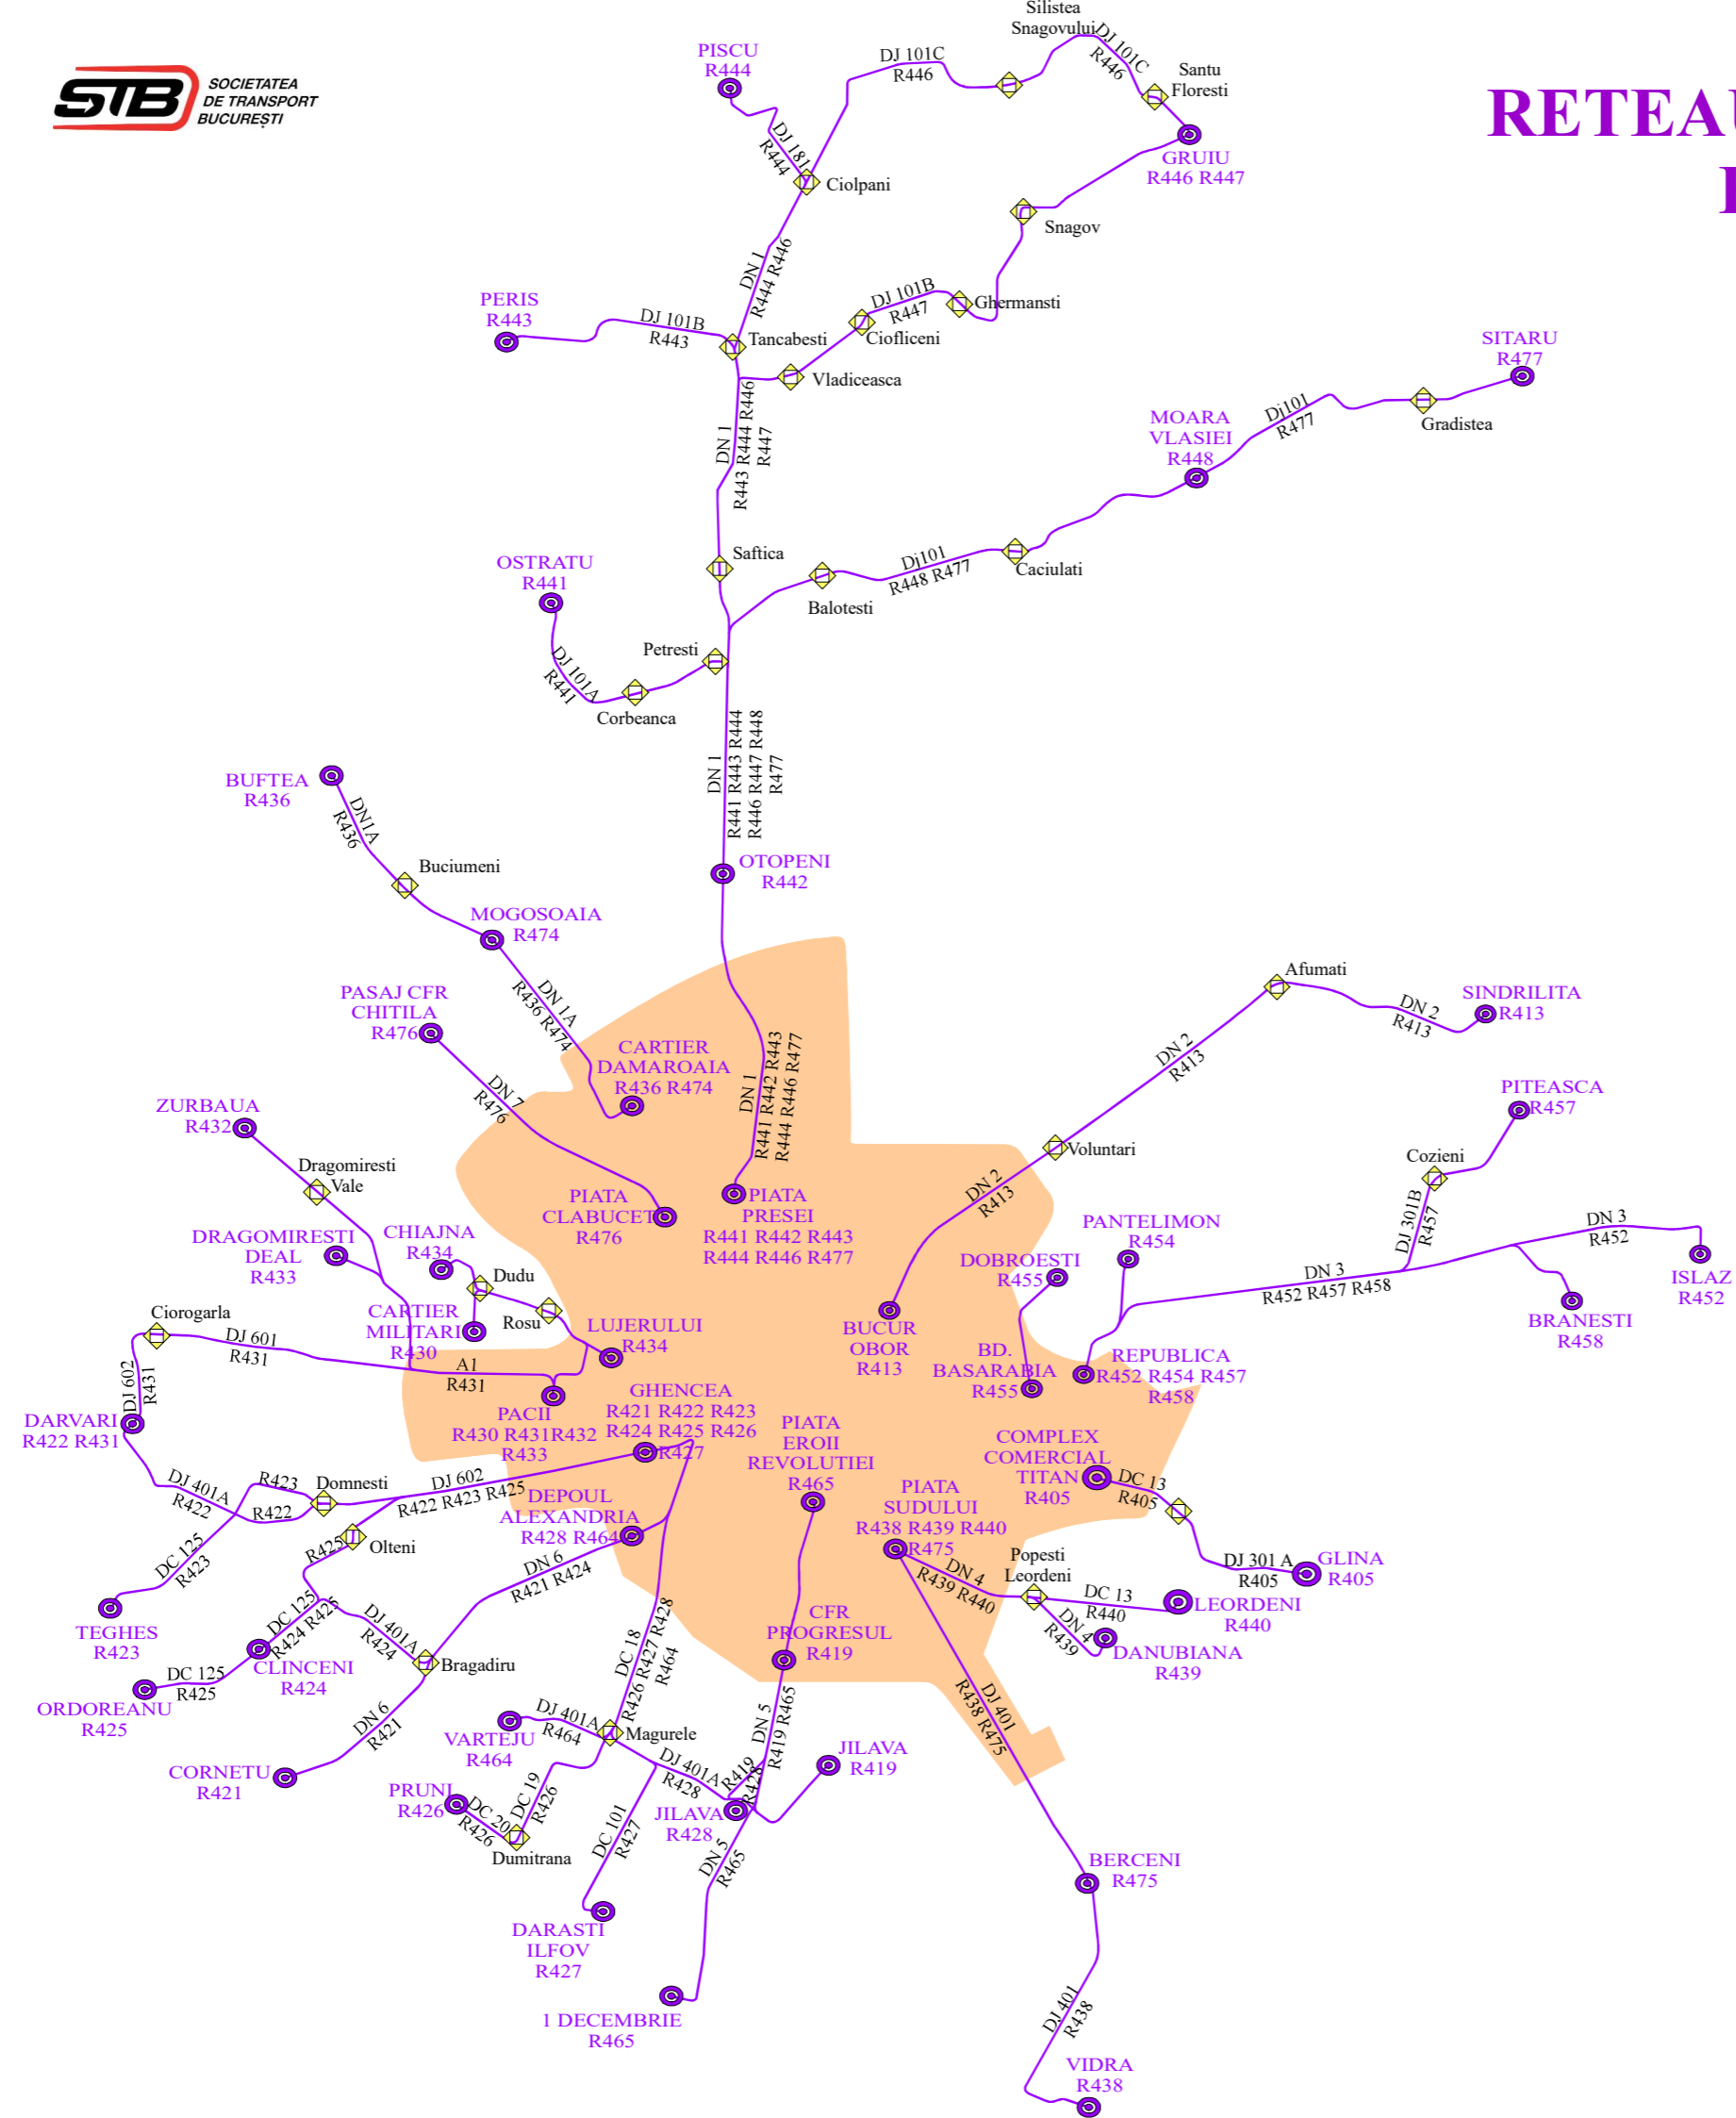 STB
SOCIETATEA
DE TRANSPORT
BUCUREȘTI
RETEAU
Silistea
Snagovului
DJ 101C
R446
DJ 101C
R446
Santu
Floresti
PISCU
R444
DJ 181
R444
Ciolpani
GRUIU
R446 R447
Snagov
DN 1
R444 R446
PERIS
R443
DJ 101B
R443
Tancabesti
DJ 101B
R447
Ghermansti
Ciofliceni
Vladiceasca
SITARU
R477
Gradistea
Dj101
R477
MOARA
VLASIEI
R448
DN 1
R443 R444 R446
R447
Saftica
OSTRATU
R441
Dj101
R448 R477
Caciulati
Balotesti
Petresti
DJ 101A
R441
Corbeanca
DN 1
R441 R443 R444
R446 R447 R448
R477
BUFTEA
R436
DN1A
R436
Buciumeni
OTOPENI
R442
MOGOSOAIA
R474
DN 1A
R436 R474
PASAJ CFR
CHITILA
R476
CARTIER
DAMAROAIA
R436 R474
DN 1
R441 R442 R443
R444 R446 R477
Afumati
SINDRILITA
R413
DN 2
R413
DN 2
R413
DN 7
R476
ZURBAUA
R432
PITEASCA
R457
Voluntari
Cozieni
DN 2
R413
Dragomiresti
Vale
PIATA
CLABUCET
R476
PIATA
PRESEI
R441 R442 R443
R444 R446 R477
DJ 301B
R457
DN 3
R452
DRAGOMIRESTI
DEAL
R433
CHIAJNA
R434
Dudu
PANTELIMON
R454
DOBROESTI
R455
DN 3
R452 R457 R458
ISLAZ
R452
BRANESTI
R458
Ciorogarla
DJ 601
R431
CARTIER
MILITARI
R430
Rosu
LUJERULUI
R434
BUCUR
OBOR
R413
BD.
BASARABIA
R455
REPUBLICA
R452 R454 R457
R458
DJ 602
R431
A1
R431
PACII
R430 R431R432
R433
GHENCEA
R421 R422 R423
R424 R425 R426
R427
DARVARI
R422 R431
PIATA
EROII
REVOLUTIEI
R465
COMPLEX
COMERCIAL
TITAN
R405
DC 13
R405
DJ 401A
R422
R423
R422
Domnesti
DJ 602
R422 R423 R425
DEPOUL
ALEXANDRIA
R428 R464
PIATA
SUDULUI
R438 R439 R440
R475
Olteni
R425
DC 125
R423
DN 6
R421 R424
DN 4
R439 R440
Popesti
Leordeni
DC 13
R440
DJ 301 A
R405
GLINA
R405
LEORDENI
R440
TEGHES
R423
DC 125
R424 R425
DJ 401A
R424
CLINCENI
R424
Bragadiru
DC 18
R426 R427 R428
R464
CFR
PROGRESUL
R419
DN 4
R439
DANUBIANA
R439
DC 125
R425
ORDOREANU
R425
DN 6
R421
CORNETU
R421
DJ 401A
R464
VARTEJU
R464
Magurele
DN 5
R419 R465
DJ 401
R438 R475
DJ 401A
R428
R419
R428
JILAVA
R419
JILAVA
R428
PRUNI
R426
DC 20
R426
DC 19
R426
Dumitrana
DC 101
R427
DN 5
R465
BERCENI
R475
DARASTI
ILFOV
R427
1 DECEMBRIE
R465
DJ 401
R438
VIDRA
R438